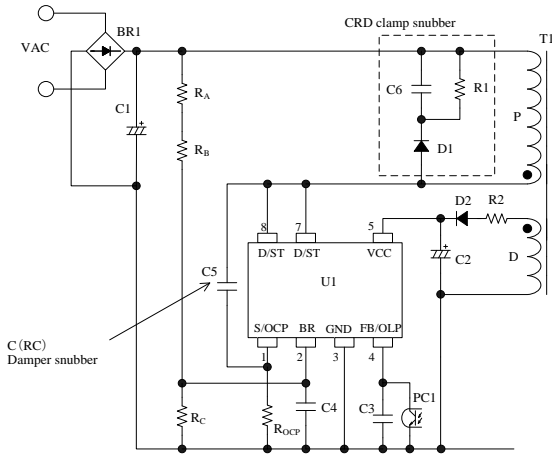 CRD clamp snubber
BR1
T1
VAC
C6
R1
RA
C1
P
RB
D1
D2
R2
8
7
5
D/ST
D/ST
VCC
C2
D
C5
U1
S/OCP
BR
GND
FB/OLP
C(RC)
Damper snubber
1
2
3
4
PC1
RC
ROCP
C4
C3